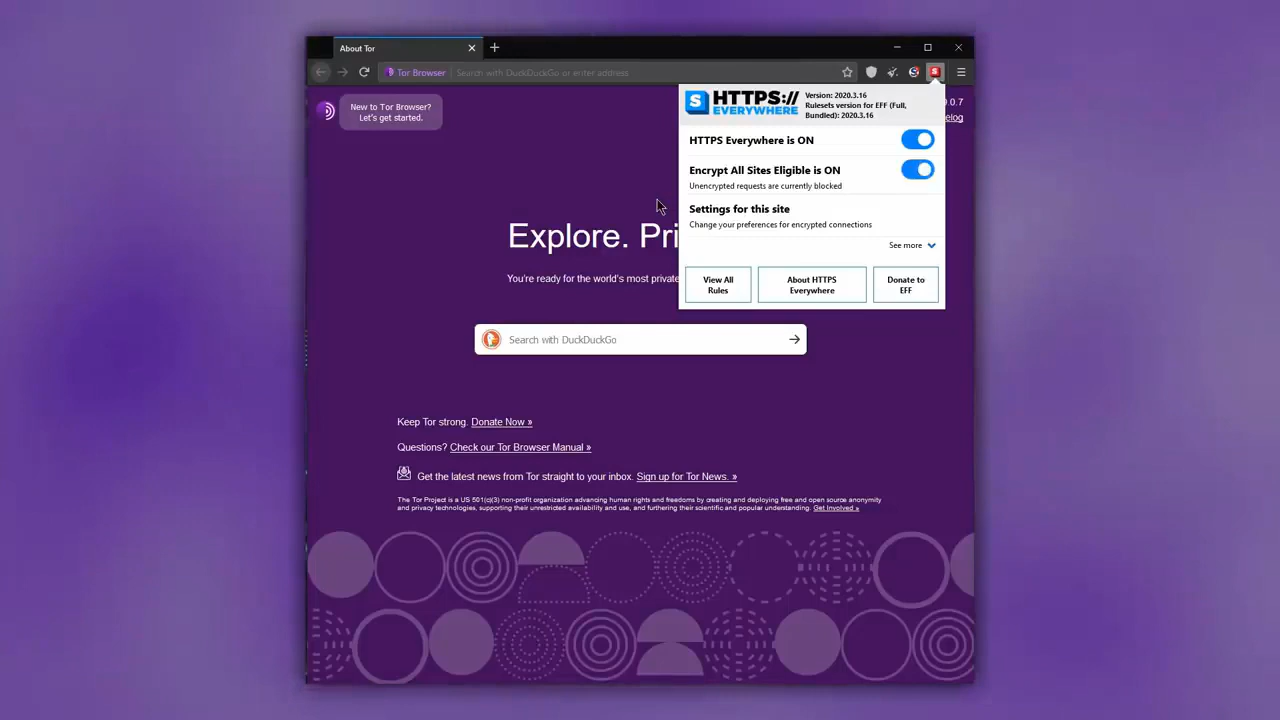 About Tor
Tor Browser
Search with DuckDuckGo or enter address
New to Tor Browser?
Let's get started.
S HTTPS://
EVERYWHERE
Version: 2020.3.16
Rulesets version for EFF (Full,
Bundled): 2020.3.16
0.7
elog
HTTPS Everywhere is ON
Encrypt All Sites Eligible is ON
Unencrypted requests are currently blocked
Settings for this site
Change your preferences for encrypted connections
See more
View All
Rules
About HTTPS
Everywhere
Donate to
EFF
Explore. Pri
You're ready for the world's most private
Search with DuckDuckGo
Keep Tor strong. Donate Now »
Questions? Check our Tor Browser Manual »
Get the latest news from Tor straight to your inbox. Sign up for Tor News. »
The Tor Project is a US 501(c)(3) non-profit organization advancing human rights and freedoms by creating and deploying free and open source anonymity
and privacy technologies, supporting their unrestricted availability and use, and furthering their scientific and popular understanding. Get Involved »